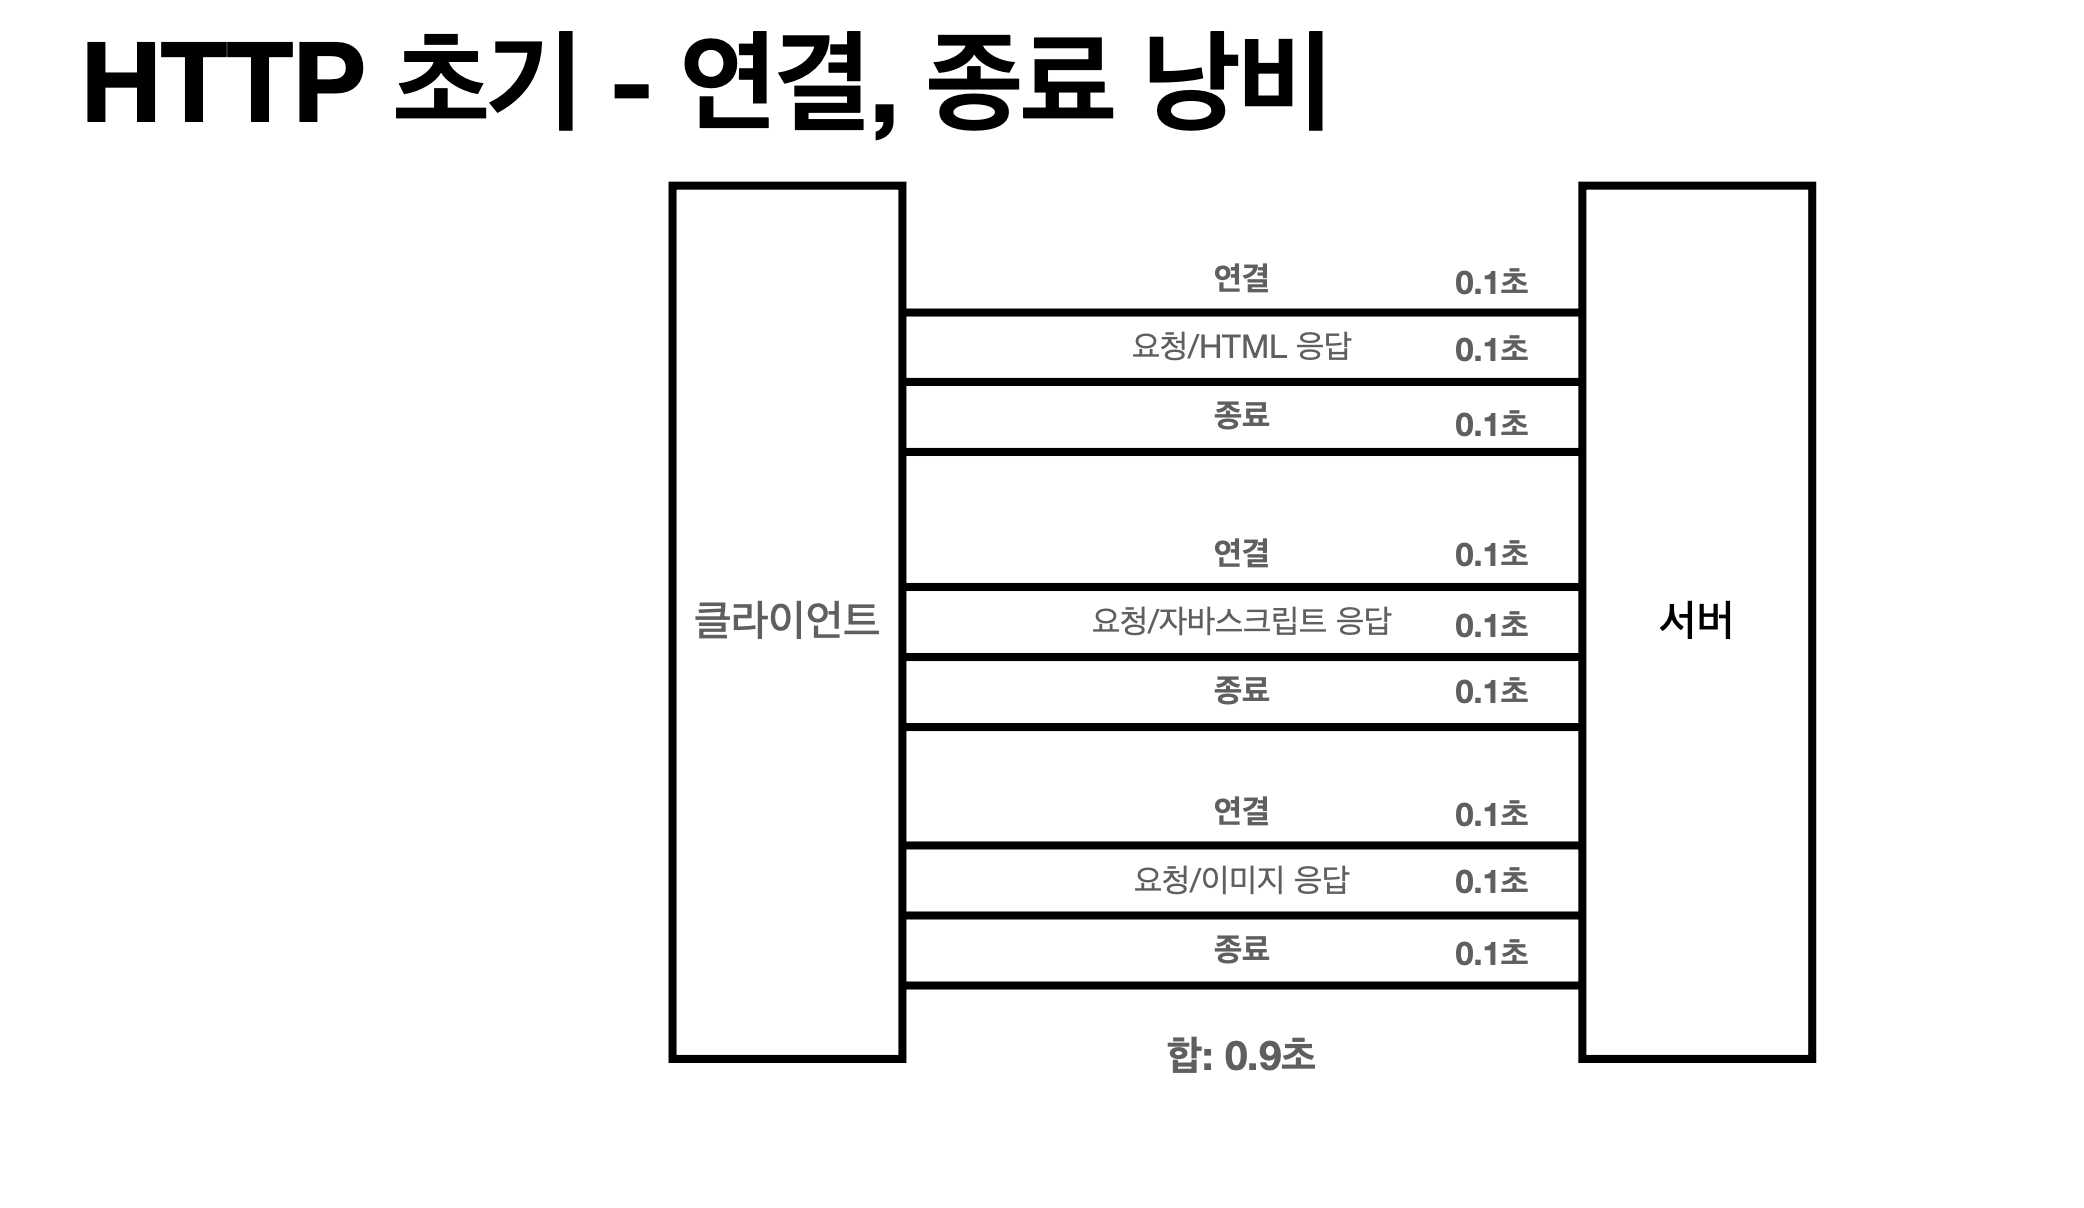 HTTP 초기 - 연결, 종료 낭비
연결 0.1초
요청/HTML 응답 0.1초
종료 0.1초
연결 0.1초
클라이언트
요청/자바스크립트 응답 0.1초
서버
종료 0.1초
연결 0.1초
요청/이미지 응답 0.1초
종료 0.1초
합: 0.9초